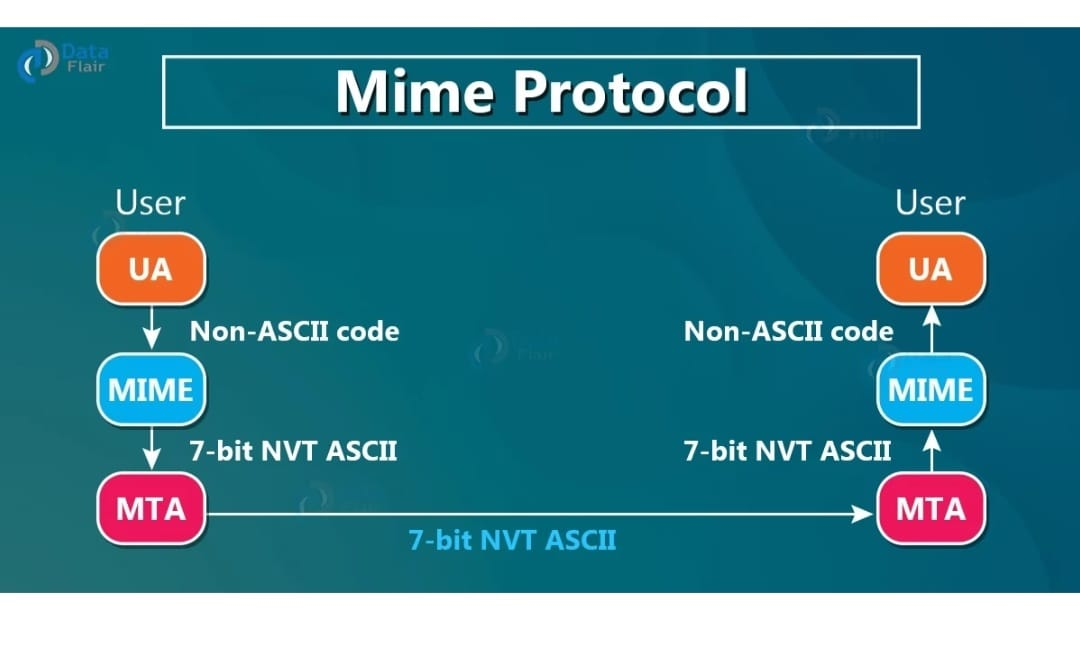 Data
Flair
Mime Protocol
User
User
UA
UA
Non-ASCII code
Non-ASCII code
MIME
MIME
7-bit NVT ASCII
7-bit NVT ASCII
MTA
MTA
7-bit NVT ASCII